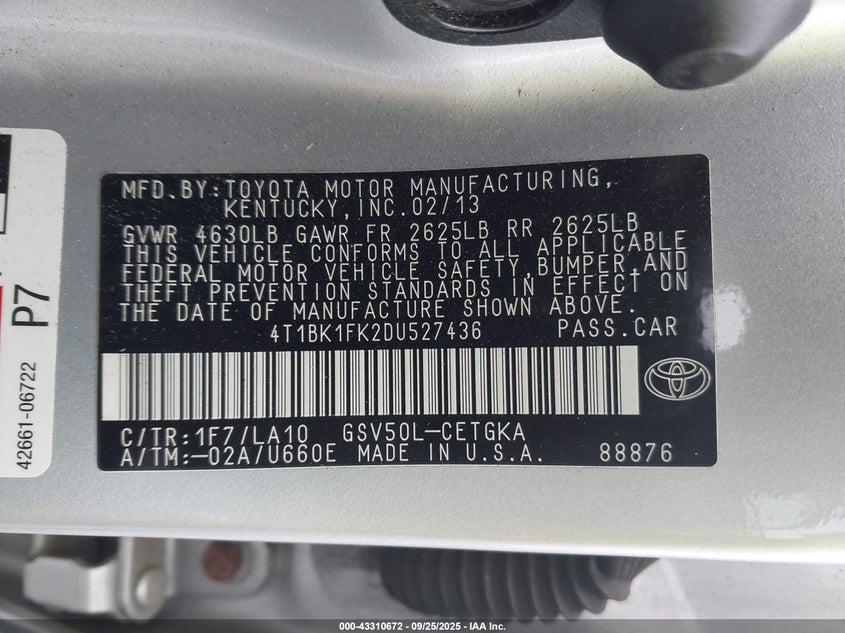 MFD.BY:TOYOTA MOTOR MANUFACTURING,
KENTUCKY,INC.02/13
GVWR 4630LB GAWR FR 2625LB RR 2625LB
THIS VEHICLE CONFORMS TO ALL APPLICABLE
FEDERAL MOTOR VEHICLE SAFETY,BUMPER,AND
THEFT PREVENTION STANDARDS IN EFFECT ON
THE DATE OF MANUFACTURE SHOWN ABOVE.
4T1BK1FK2DU527436 PASS.CAR
C/TR:1F7/LA10 GSV50L-CETGKA
A/TM:-02A/U660E MADE IN U.S.A. 88876
P7
42661-06722
000-43310672 - 09/25/2025 - IAA Inc.